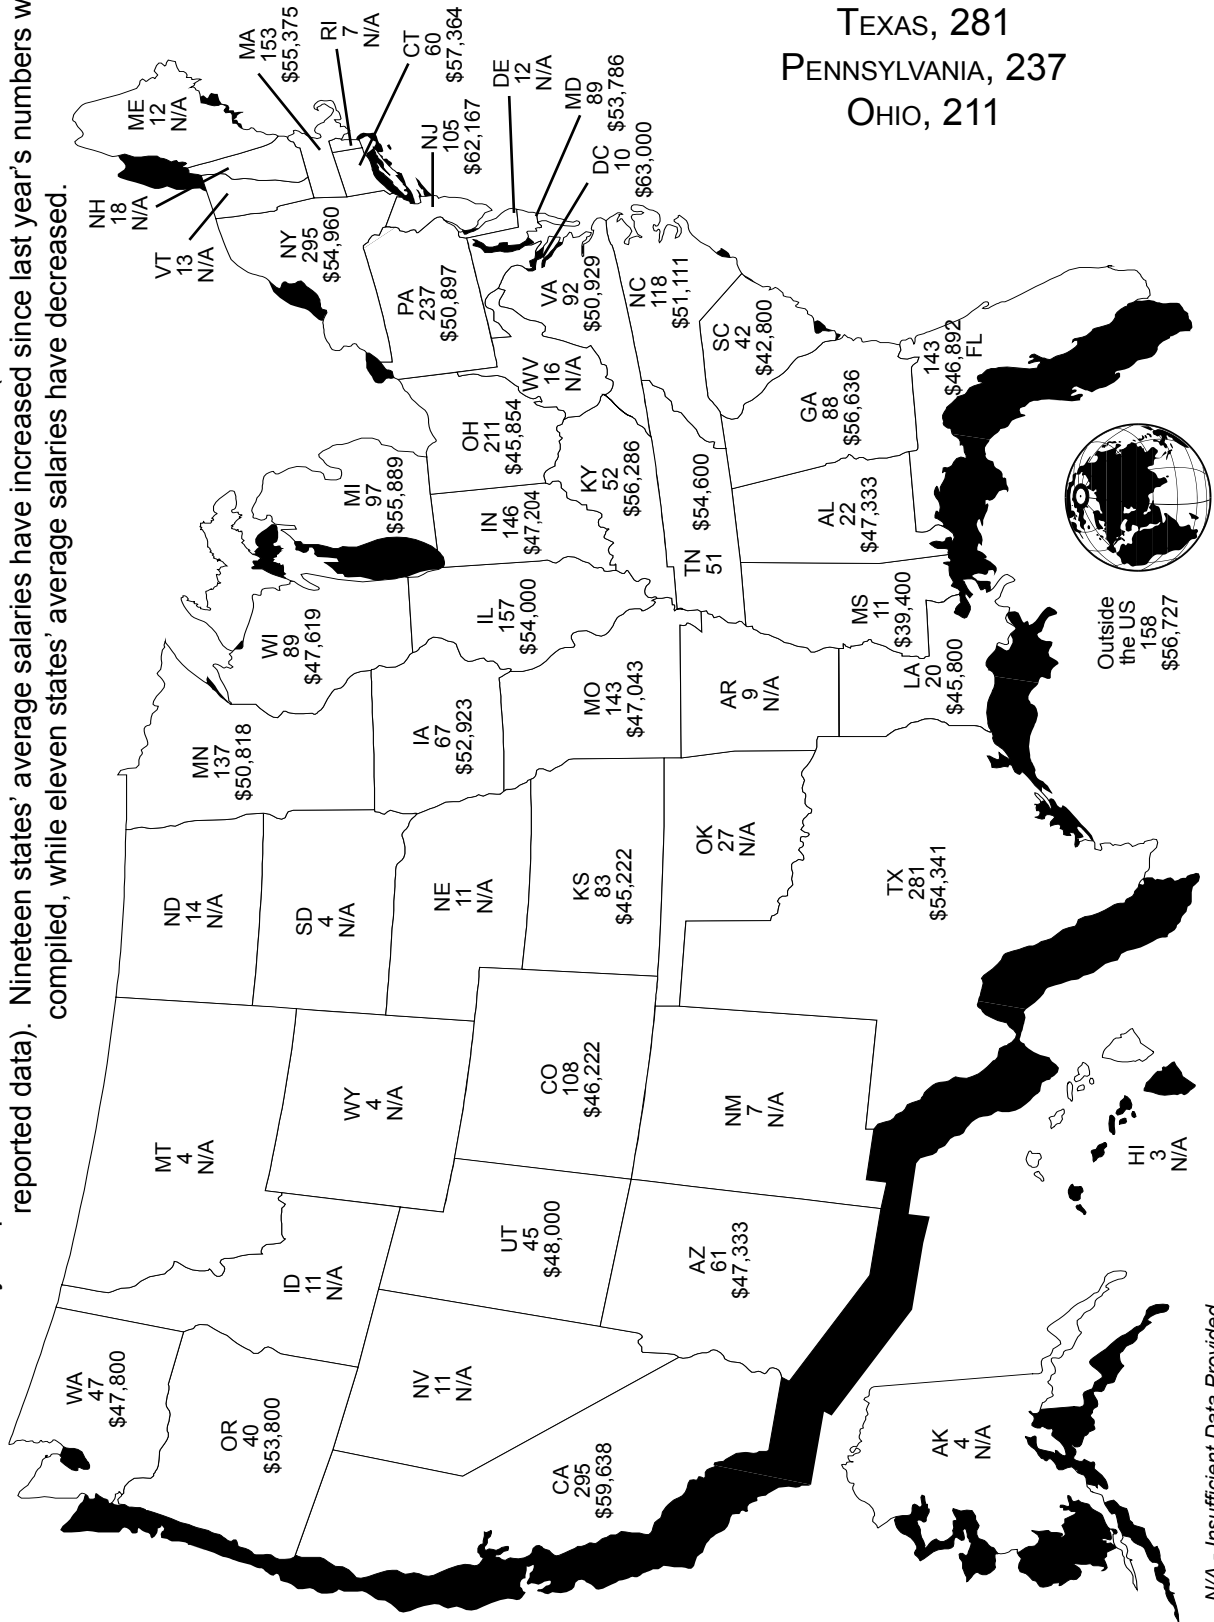 reported data). Nineteen states’ average salaries have increased since last year’s numbers
compiled, while eleven states’ average salaries have decreased.
TEXAS, 281
PENNSYLVANIA, 237
OHIO, 211
WA
47
$47,800
OR
40
$53,800
CA
295
$59,638
NV
11
N/A
ID
11
N/A
MT
4
N/A
WY
4
N/A
UT
45
$48,000
AZ
61
$47,333
CO
108
$46,222
NM
7
N/A
ND
14
N/A
SD
4
N/A
NE
11
N/A
KS
83
$45,222
OK
27
N/A
TX
281
$54,341
MN
137
$50,818
IA
67
$52,923
MO
143
$47,043
AR
9
N/A
LA
20
$45,800
WI
89
$47,619
IL
157
$54,000
MI
97
$55,889
IN
146
$47,204
OH
211
$45,854
KY
52
$56,286
TN
51
$54,600
MS
11
$39,400
AL
22
$47,333
GA
88
$56,636
143
$46,892
FL
SC
42
$42,800
NC
118
$51,111
VA
92
$50,929
WV
16
N/A
PA
237
$50,897
NY
295
$54,960
VT
13
N/A
NH
18
N/A
ME
12
N/A
MA
153
$55,375
RI
7
N/A
CT
60
$57,364
NJ
105
$62,167
DE
12
N/A
MD
89
$53,786
DC
10
$63,000
AK
4
N/A
HI
3
N/A
Outside
the US
158
$56,727
N/A - Insufficient Data Provided